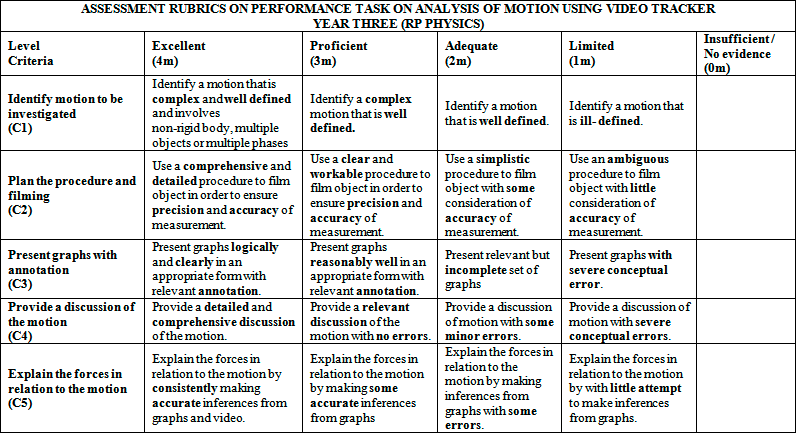 ASSESSMENT RUBRICS ON PERFORMANCE TASK ON ANALYSIS OF MOTION USING VIDEO TRACKER
YEAR THREE (RP PHYSICS)
Level
Criteria
Excellent
(4m)
Proficient
(3m)
Adequate
(2m)
Limited
(1m)
Insufficient /
No evidence
(0m)
Identify motion to be
investigated
(C1)
Identify a motion that is
complex and well defined
and involves
non-rigid body, multiple
objects or multiple phases
Identify a complex
motion that is well
defined.
Identify a motion
that is well defined.
Identify a motion that
is ill- defined.
Plan the procedure and
filming
(C2)
Use a comprehensive and
detailed procedure to film
object in order to ensure
precision and accuracy of
measurement.
Use a clear and
workable procedure to
film object in order to
ensure precision and
accuracy of
measurement.
Use a simplistic
procedure to film
object with some
consideration of
accuracy of
measurement.
Use an ambiguous
procedure to film
object with little
consideration of
accuracy of
measurement.
Present graphs with
annotation
(C3)
Present graphs logically
and clearly in an
appropriate form with
relevant annotation.
Present graphs
reasonably well in an
appropriate form with
relevant annotation.
Present relevant but
incomplete set of
graphs
Present graphs with
severe conceptual
error.
Provide a discussion of
the motion
(C4)
Provide a detailed and
comprehensive discussion
of the motion.
Provide a relevant
discussion of the
motion with no errors.
Provide a discussion
of motion with some
minor errors.
Provide a discussion of
motion with severe
conceptual errors.
Explain the forces in
relation to the motion
(C5)
Explain the forces in
relation to the motion by
consistently making
accurate inferences from
graphs and video.
Explain the forces in
relation to the motion
by making some
accurate inferences
from graphs
Explain the forces in
relation to the
motion by making
inferences from
graphs with some
errors.
Explain the forces in
relation to the motion
by with little attempt
to make inferences
from graphs.